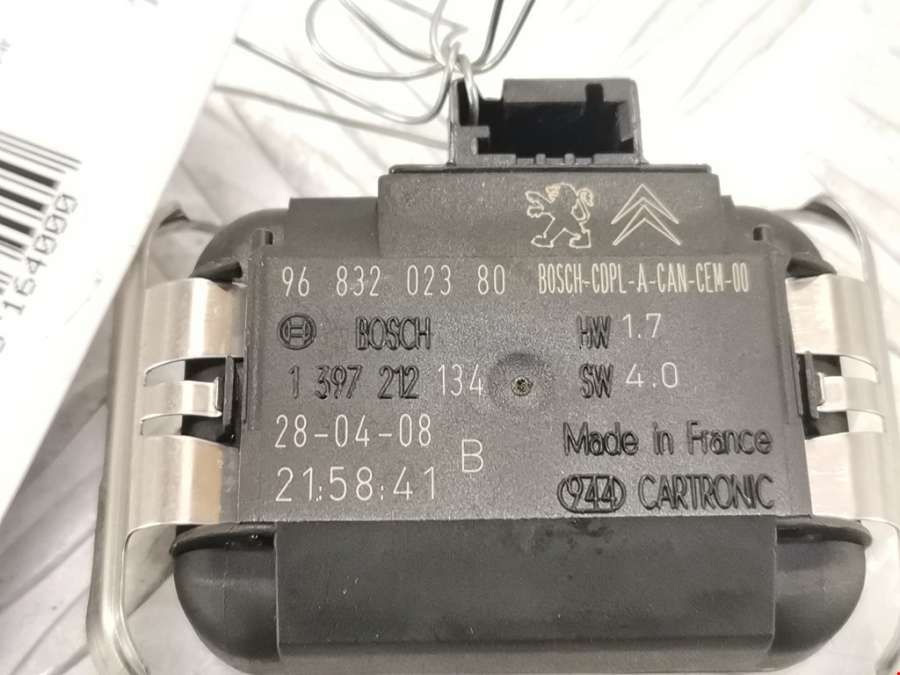 164000
96 832 023 80 BOSCH-CDPL-A-CAN-CEM-00
BOSCH HW 1.7
1 397 212 134 SW 4.0
28-04-08
B
Made in France
21:58:41
944 CARTRONIC